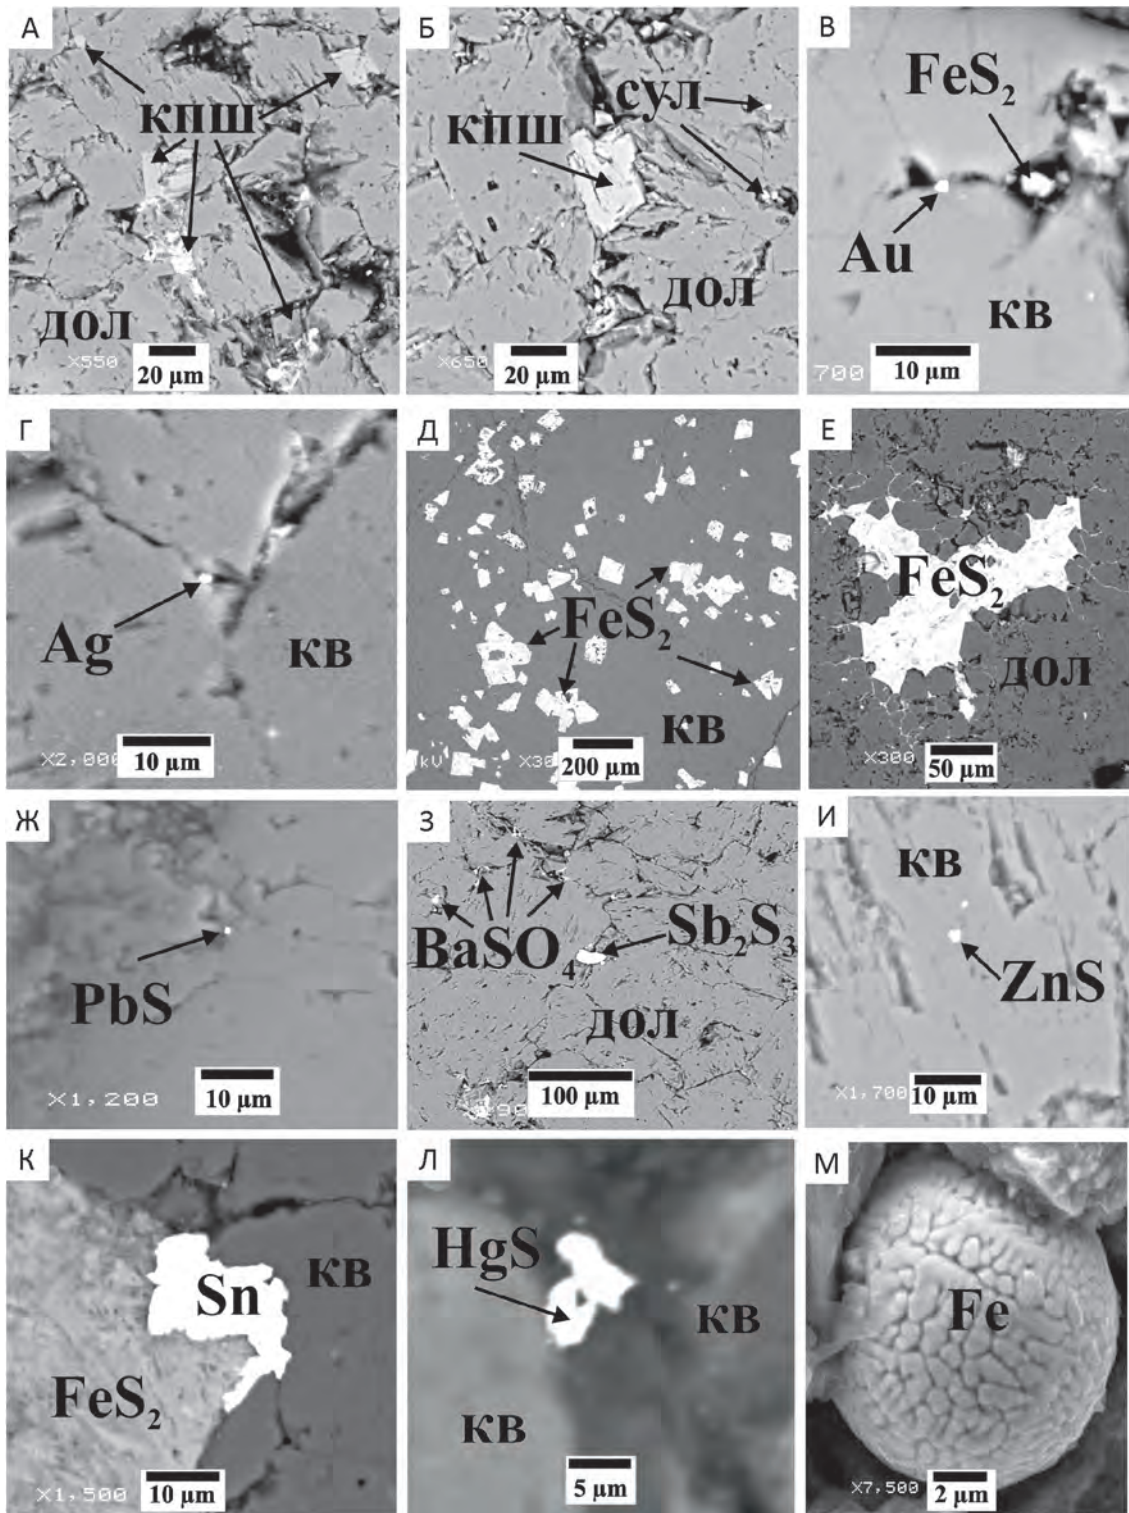 А
кпш
дол
X550
20 µm
Б
сул
кпш
дол
X650
20 µm
В
FeS2
Au
кв
700
10 µm
Г
Ag
кв
X2,000
10 µm
Д
FeS2
кв
kV
X30
200 µm
Е
FeS2
дол
X300
50 µm
Ж
PbS
X1,200
10 µm
З
BaSO4
Sb2S3
дол
90
100 µm
И
кв
ZnS
X1,700
10 µm
К
Sn
кв
FeS2
X1,500
10 µm
Л
HgS
кв
кв
5 µm
М
Fe
X7,500
2 µm